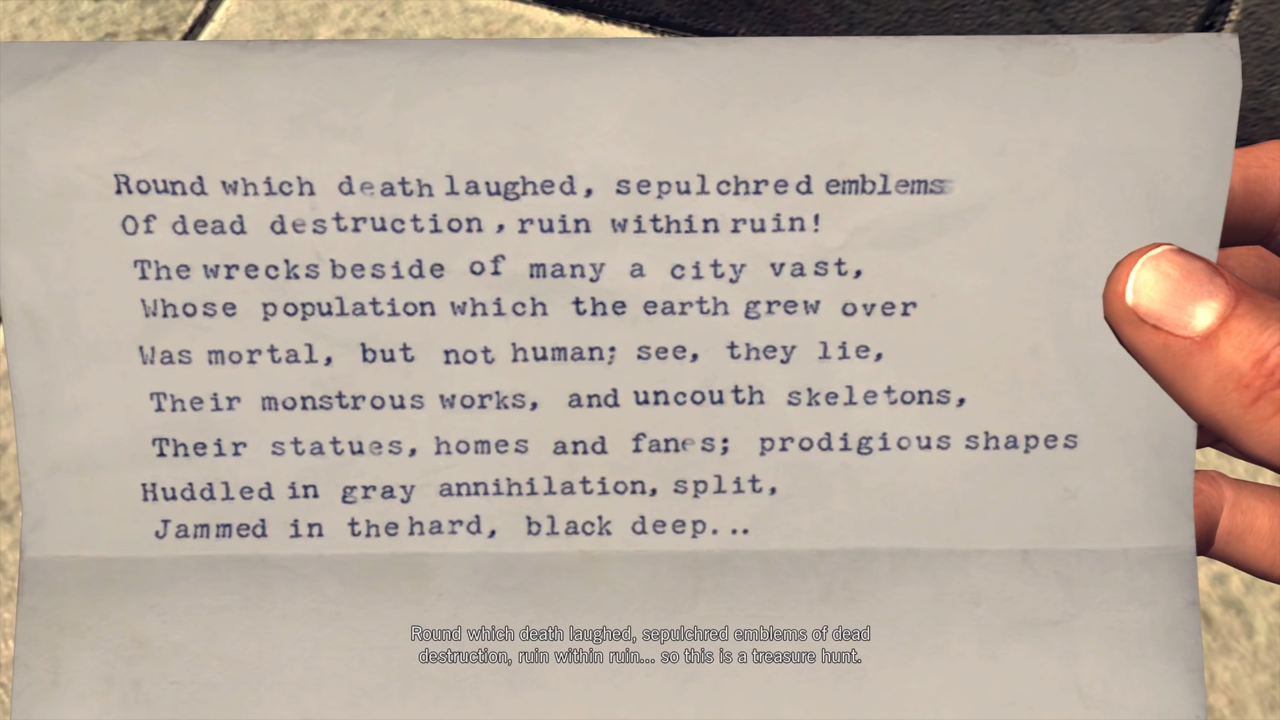 Round which death laughed, sepulchred emblems
Of dead destruction, ruin within ruin!
The wrecks beside of many a city vast,
Whose population which the earth grew over
Was mortal, but not human; see, they lie,
Their monstrous works, and uncouth skeletons,
Their statues, homes and fanes; prodigious shapes
Huddled in gray annihilation, split,
Jammed in the hard, black deep...
Round which death laughed, sepulchred emblems of dead
destruction, ruin within ruin... so this is a treasure hunt.